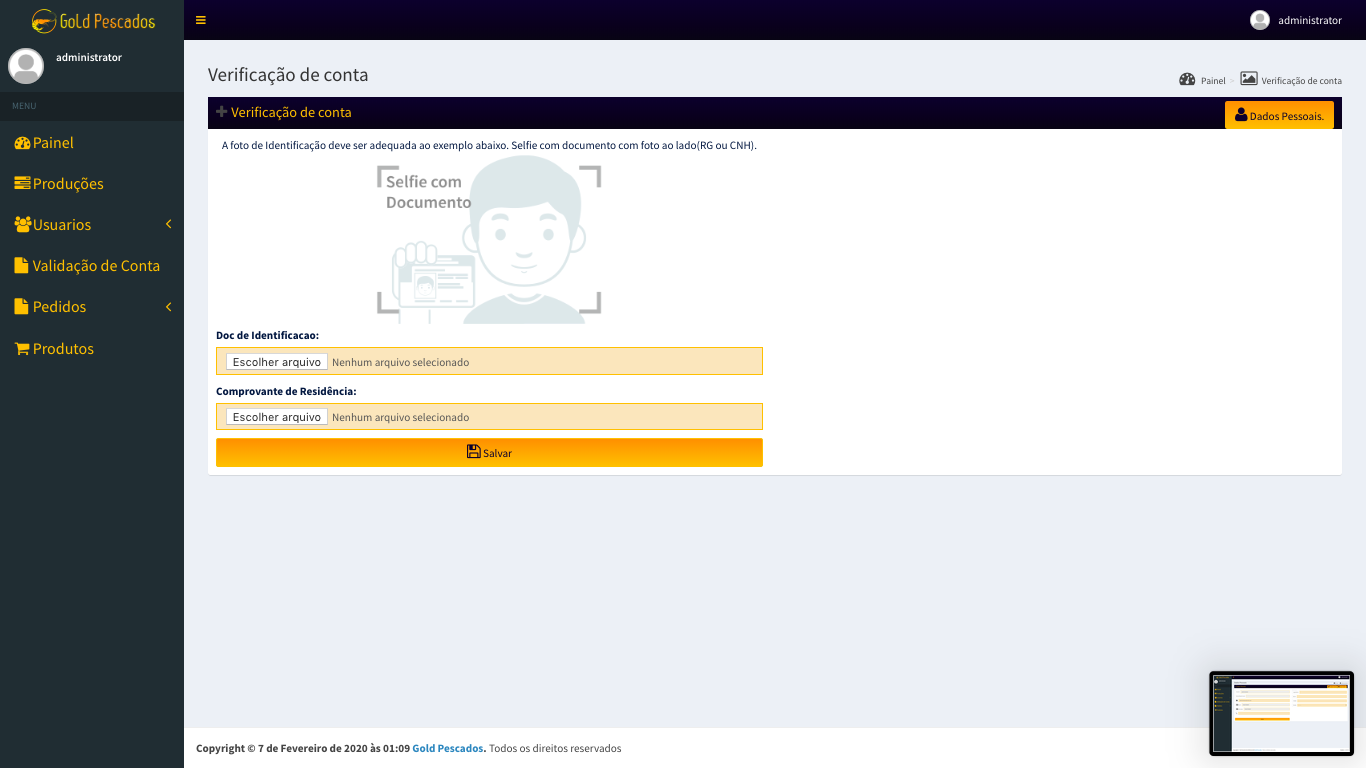 Gold Pescados
administrator
administrator
MENU
Painel
Produções
Usuarios
Validação de Conta
Pedidos
Produtos
Verificação de conta
Painel > Verificação de conta
Verificação de conta
Dados Pessoais.
A foto de Identificação deve ser adequada ao exemplo abaixo. Selfie com documento com foto ao lado(RG ou CNH).
Selfie com
Documento
Doc de Identificacao:
Escolher arquivo Nenhum arquivo selecionado
Comprovante de Residência:
Escolher arquivo Nenhum arquivo selecionado
Salvar
Copyright © 7 de Fevereiro de 2020 às 01:09 Gold Pescados. Todos os direitos reservados